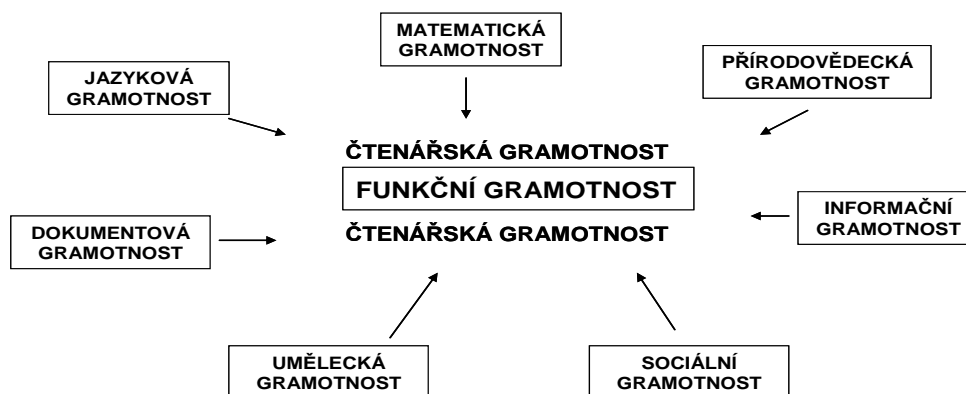 MATEMATICKÁ
GRAMOTNOST
JAZYKOVÁ
GRAMOTNOST
PŘÍRODOVĚDECKÁ
GRAMOTNOST
ČTENÁŘSKÁ GRAMOTNOST
FUNKČNÍ GRAMOTNOST
ČTENÁŘSKÁ GRAMOTNOST
DOKUMENTOVÁ
GRAMOTNOST
INFORMAČNÍ
GRAMOTNOST
UMĚLECKÁ
GRAMOTNOST
SOCIÁLNÍ
GRAMOTNOST